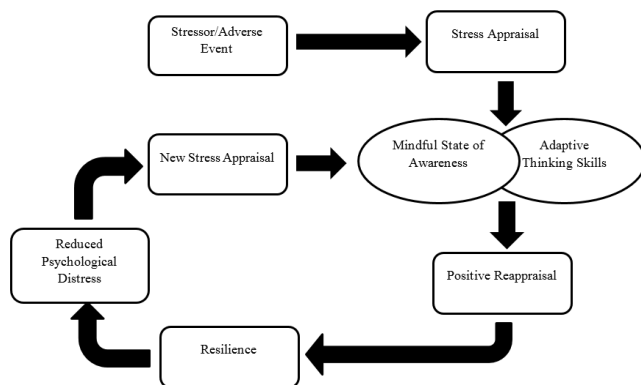 Stressor/Adverse
Event
Stress Appraisal
New Stress Appraisal
Mindful State of
Awareness
Adaptive
Thinking Skills
Reduced
Psychological
Distress
Positive Reappraisal
Resilience